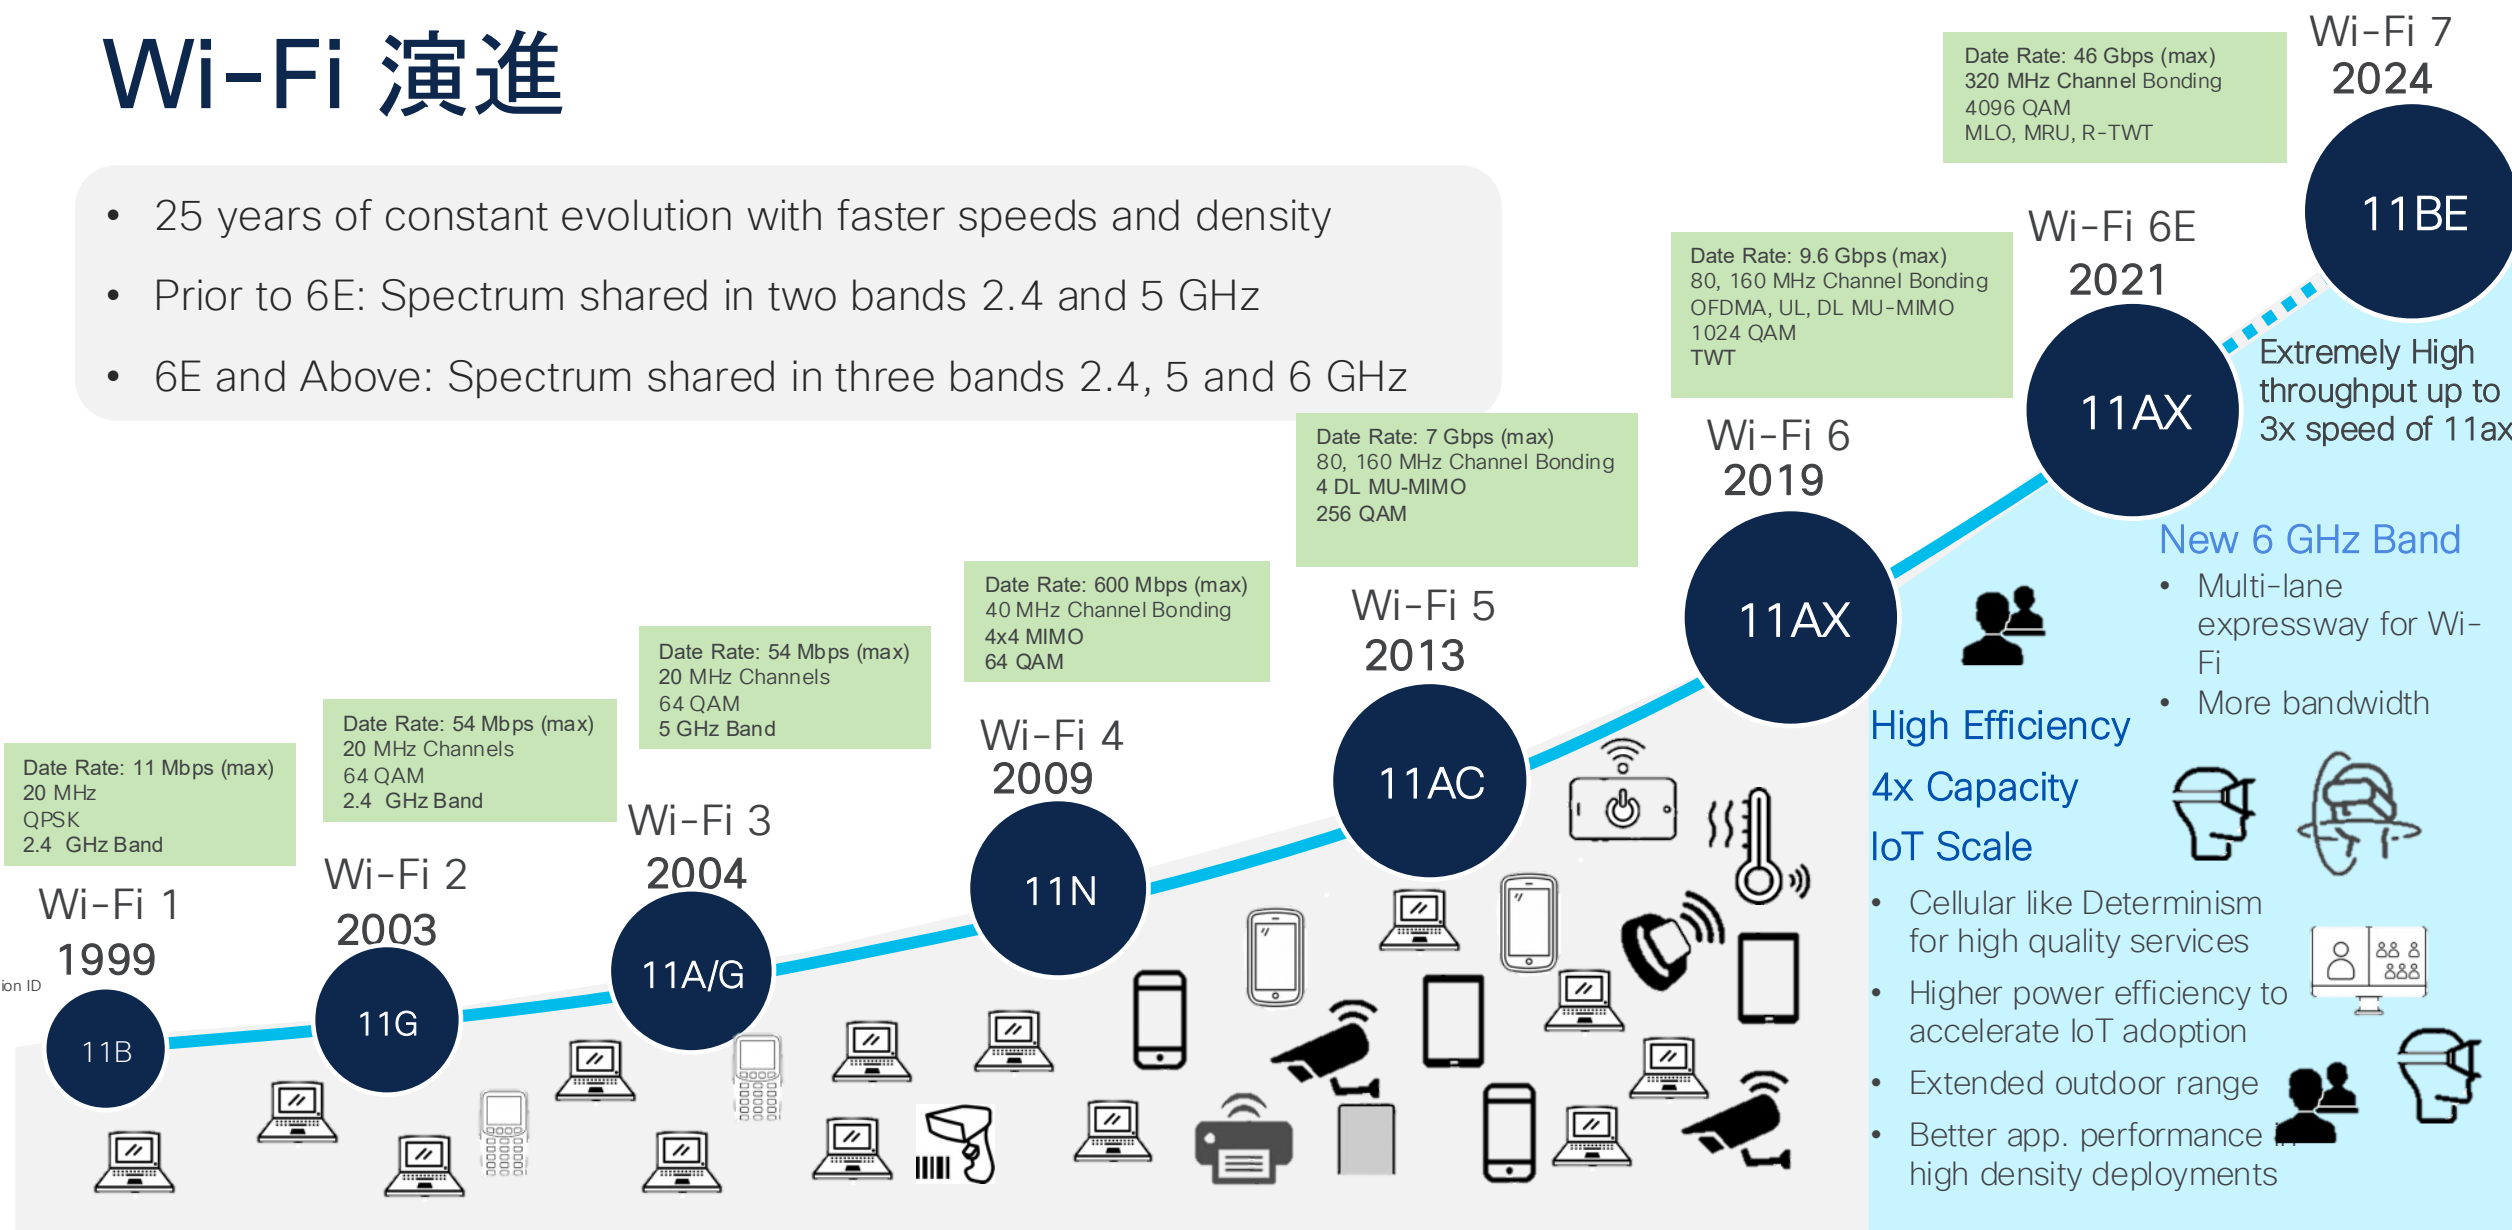 Wi-Fi 演進
• 25 years of constant evolution with faster speeds and density
• Prior to 6E: Spectrum shared in two bands 2.4 and 5 GHz
• 6E and Above: Spectrum shared in three bands 2.4, 5 and 6 GHz
Date Rate: 11 Mbps (max)
20 MHz
QPSK
2.4 GHz Band
Wi-Fi 1
1999
ion ID
11B
Date Rate: 54 Mbps (max)
20 MHz Channels
64 QAM
2.4 GHz Band
Wi-Fi 2
2003
11G
Date Rate: 54 Mbps (max)
20 MHz Channels
64 QAM
5 GHz Band
Wi-Fi 3
2004
11A/G
Date Rate: 600 Mbps (max)
40 MHz Channel Bonding
4x4 MIMO
64 QAM
Wi-Fi 4
2009
11N
Date Rate: 7 Gbps (max)
80, 160 MHz Channel Bonding
4 DL MU-MIMO
256 QAM
Wi-Fi 5
2013
11AC
Date Rate: 9.6 Gbps (max)
80, 160 MHz Channel Bonding
OFDMA, UL, DL MU-MIMO
1024 QAM
TWT
Wi-Fi 6
2019
11AX
Wi-Fi 6E
2021
11AX
Date Rate: 46 Gbps (max)
320 MHz Channel Bonding
4096 QAM
MLO, MRU, R-TWT
Wi-Fi 7
2024
11BE
Extremely High
throughput up to
3x speed of 11ax
New 6 GHz Band
• Multi-lane
expressway for Wi-
Fi
• More bandwidth
High Efficiency
4x Capacity
IoT Scale
• Cellular like Determinism
for high quality services
• Higher power efficiency to
accelerate IoT adoption
• Extended outdoor range
• Better app. performance in
high density deployments